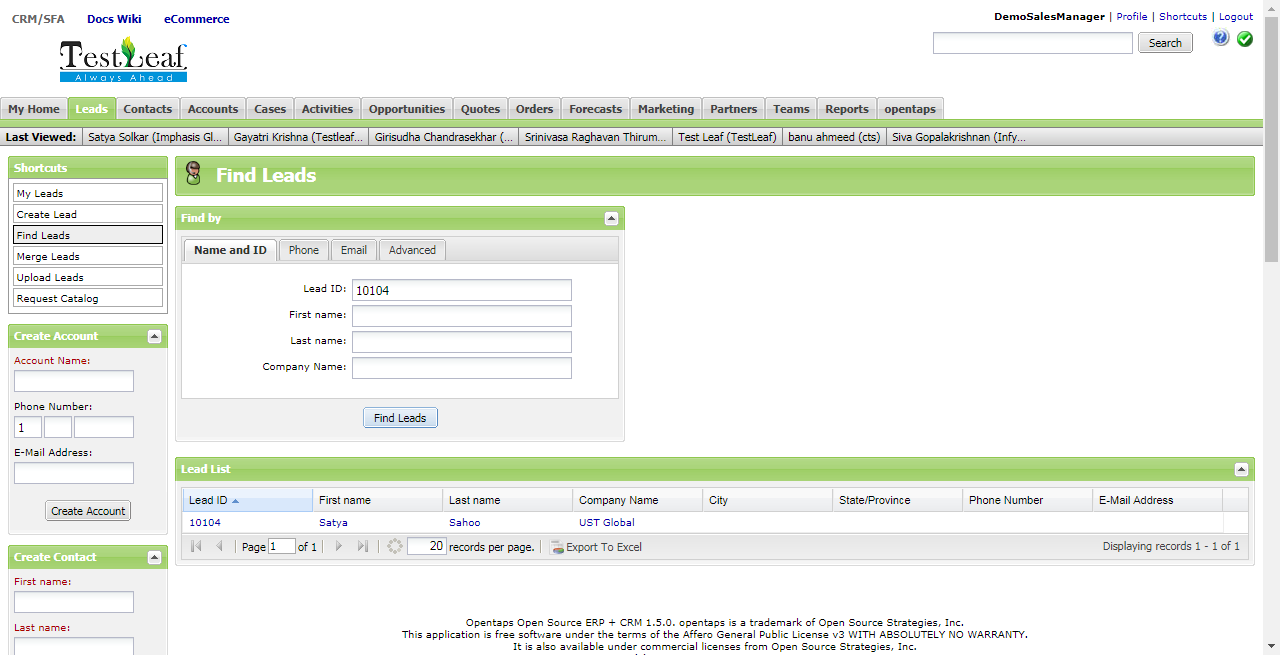 CRM/SFA Docs Wiki eCommerce
DemoSalesManager | Profile | Shortcuts | Logout
Search
TestLeaf
Always Ahead
My Home Leads Contacts Accounts Cases Activities Opportunities Quotes Orders Forecasts Marketing Partners Teams Reports opentaps
Last Viewed: Satya Solkar (Imphasis Gl... Gayatri Krishna (Testleaf... Girisudha Chandrasekhar (... Srinivasa Raghavan Thirum... Test Leaf (TestLeaf) banu ahmeed (cts) Siva Gopalakrishnan (Infy...
Shortcuts
My Leads
Create Lead
Find Leads
Merge Leads
Upload Leads
Request Catalog
Create Account
Account Name:
Phone Number:
1
E-Mail Address:
Create Account
Create Contact
First name:
Last name:
Find Leads
Find by
Name and ID Phone Email Advanced
Lead ID: 10104
First name:
Last name:
Company Name:
Find Leads
Lead List
Lead ID First name Last name Company Name City State/Province Phone Number E-Mail Address
10104 Satya Sahoo UST Global
Page 1 of 1 20 records per page. Export To Excel Displaying records 1 - 1 of 1
Opentaps Open Source ERP + CRM 1.5.0. opentaps is a trademark of Open Source Strategies, Inc.
This application is free software under the terms of the Affero General Public License v3 WITH ABSOLUTELY NO WARRANTY.
It is also available under commercial licenses from Open Source Strategies, Inc.